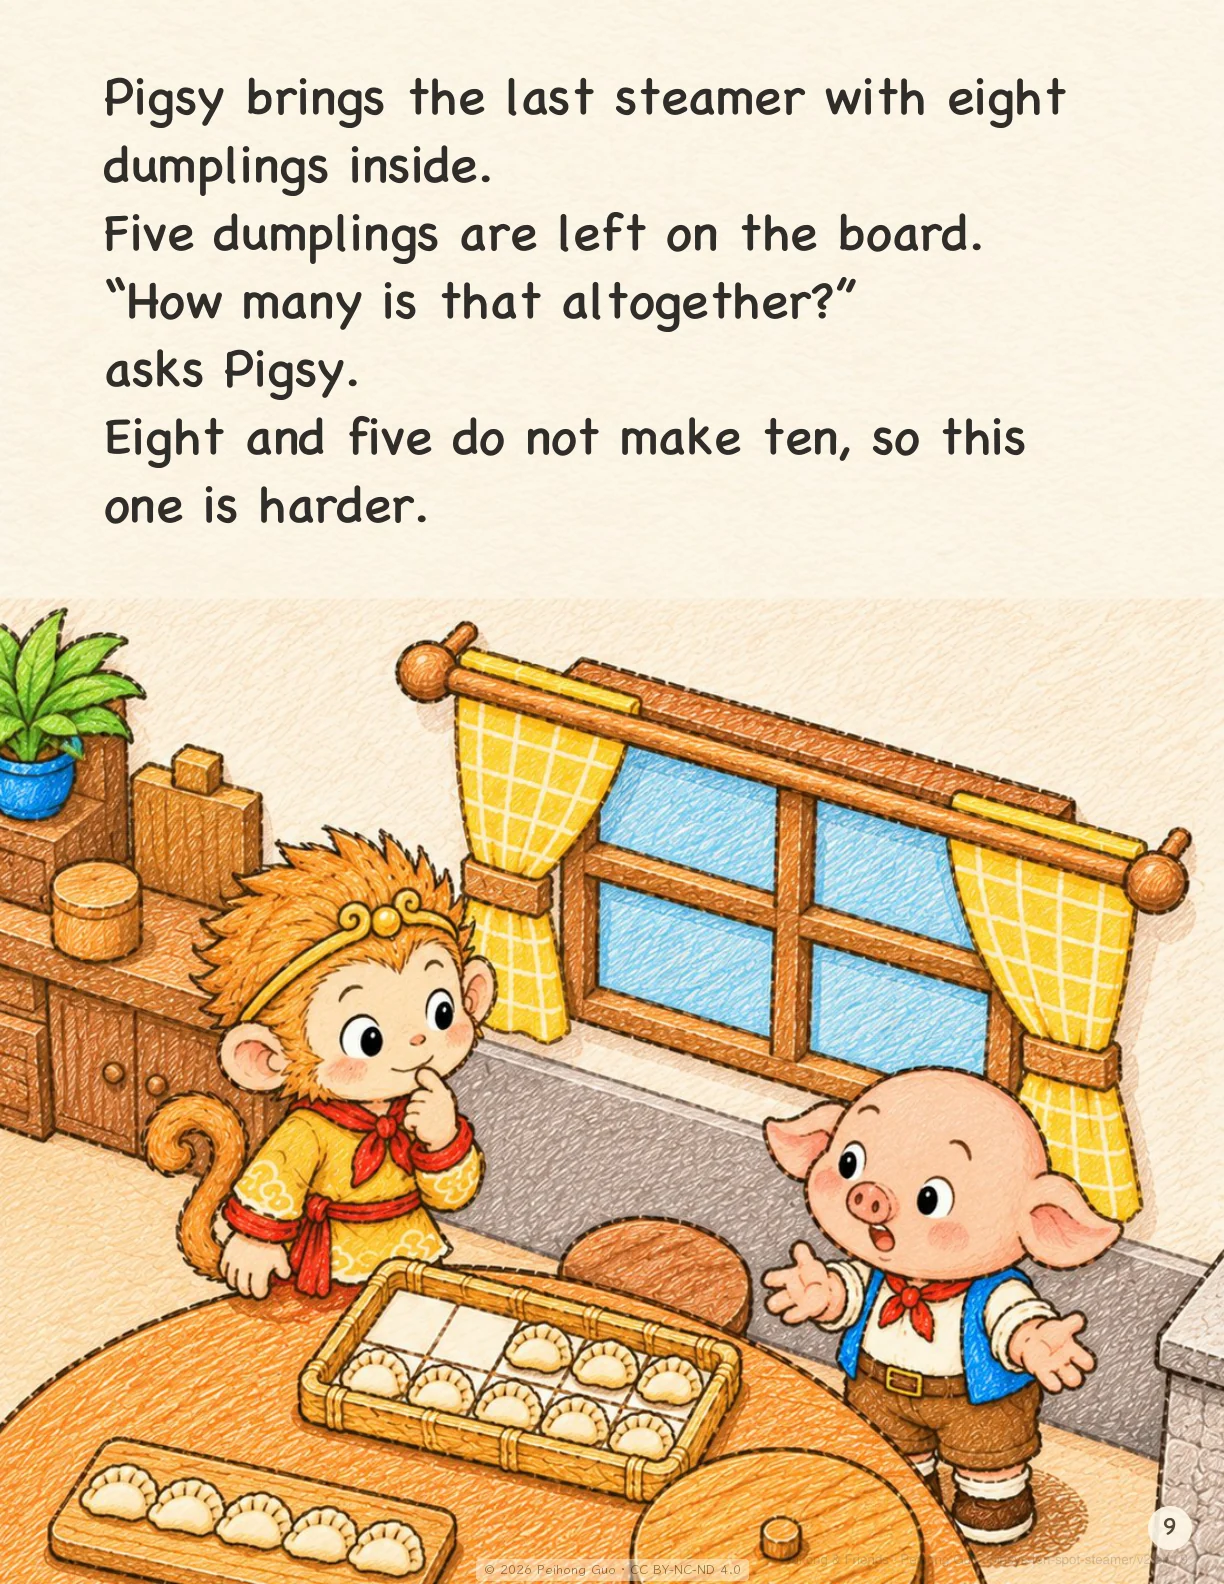 Pigsy brings the last steamer with eight
dumplings inside.
Five dumplings are left on the board.
“How many is that altogether?”
asks Pigsy.
Eight and five do not make ten, so this
one is harder.
9
© 2026 Peihong Guo • CC BY-NC-ND 4.0